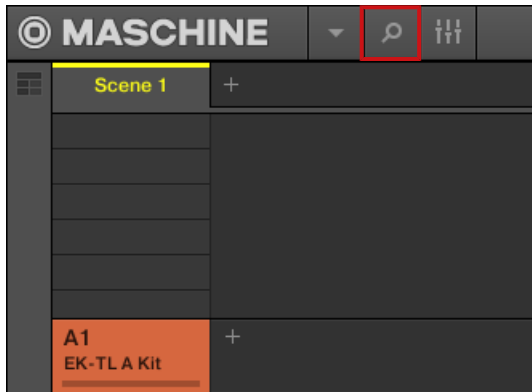 MASCHINE
Scene 1
+
A1
+
EK-TL A Kit